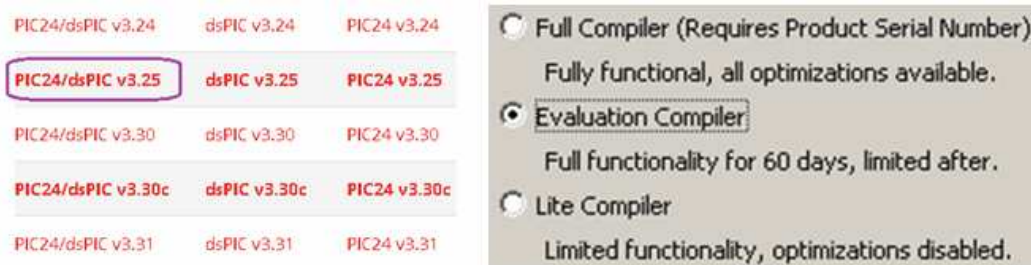 PIC24/dsPIC v3.24 dsPIC v3.24 PIC24 v3.24
PIC24/dsPIC v3.25 dsPIC v3.25 PIC24 v3.25
PIC24/dsPIC v3.30 dsPIC v3.30 PIC24 v3.30
PIC24/dsPIC v3.30c dsPIC v3.30c PIC24 v3.30c
PIC24/dsPIC v3.31 dsPIC v3.31 PIC24 v3.31
Full Compiler (Requires Product Serial Number)
Fully functional, all optimizations available.
Evaluation Compiler
Full functionality for 60 days, limited after.
Lite Compiler
Limited functionality, optimizations disabled.